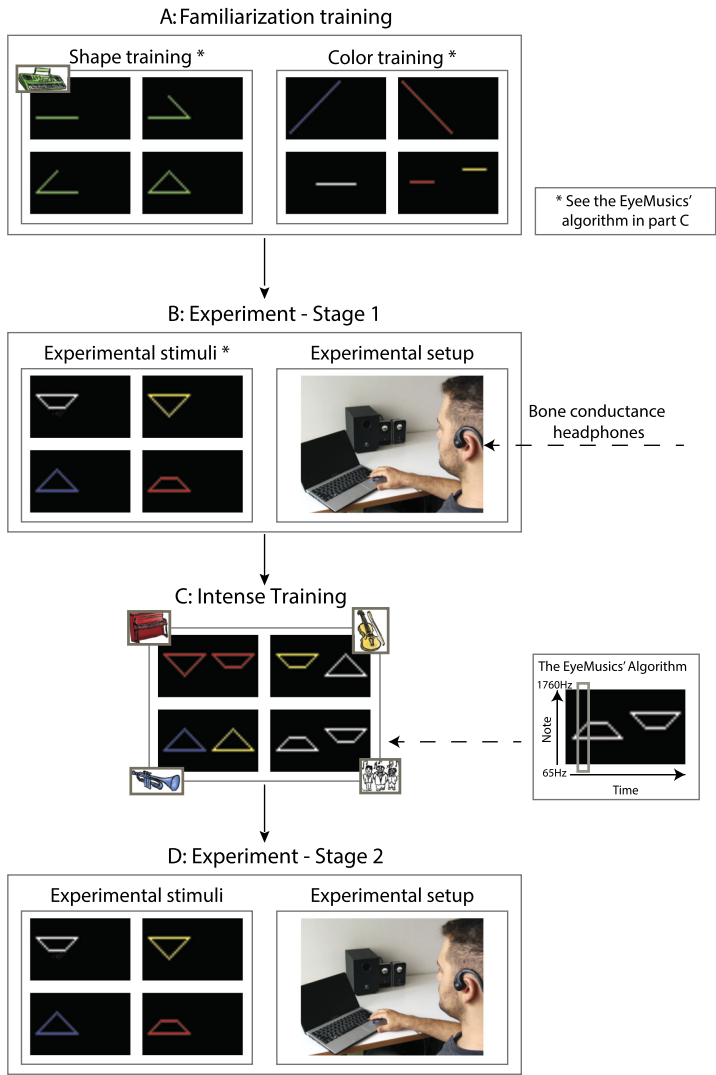 A: Familiarization training
Shape training *
Color training *
* See the EyeMusics'
algorithm in part C
B: Experiment - Stage 1
Experimental stimuli *
Experimental setup
Bone conductance
headphones
C: Intense Training
The EyeMusics' Algorithm
1760Hz
Note
65Hz
Time
D: Experiment - Stage 2
Experimental stimuli
Experimental setup